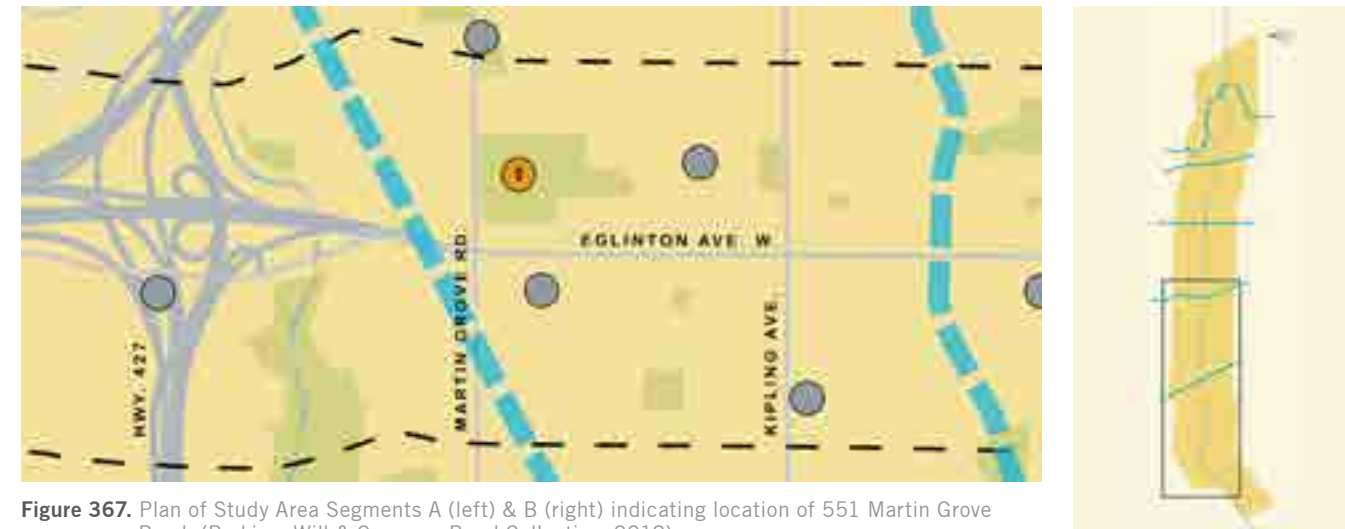 EGLINTON AVE. W
MARTIN GROVE RD.
KIPLING AVE.
HWY. 427
Figure 367. Plan of Study Area Segments A (left) & B (right) indicating location of 551 Martin Grove